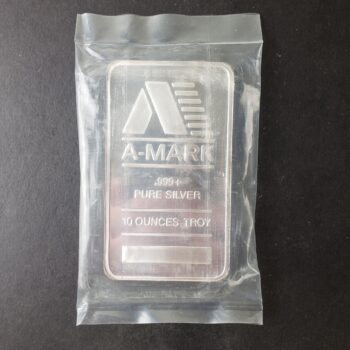 A-MARK
.999+
PURE SILVER
10 OUNCES TROY